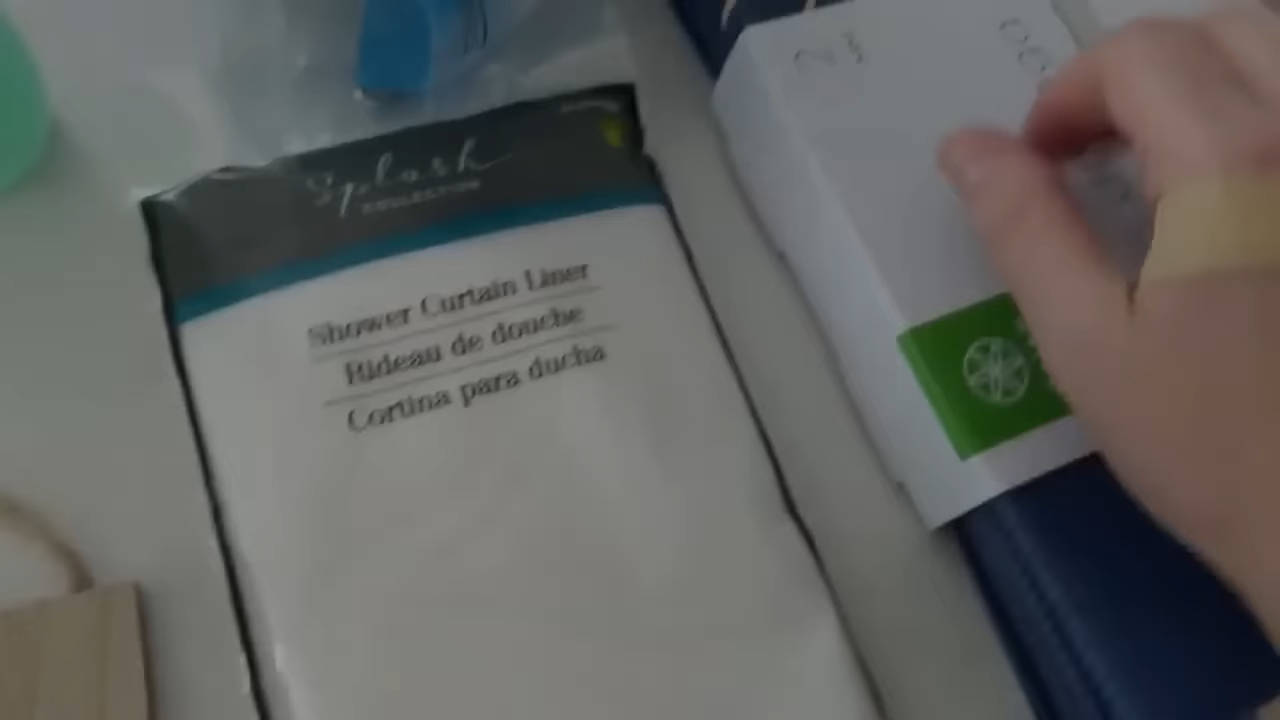 Splash
COLLECTION
Shower Curtain Liner
Rideau de douche
Cortina para ducha